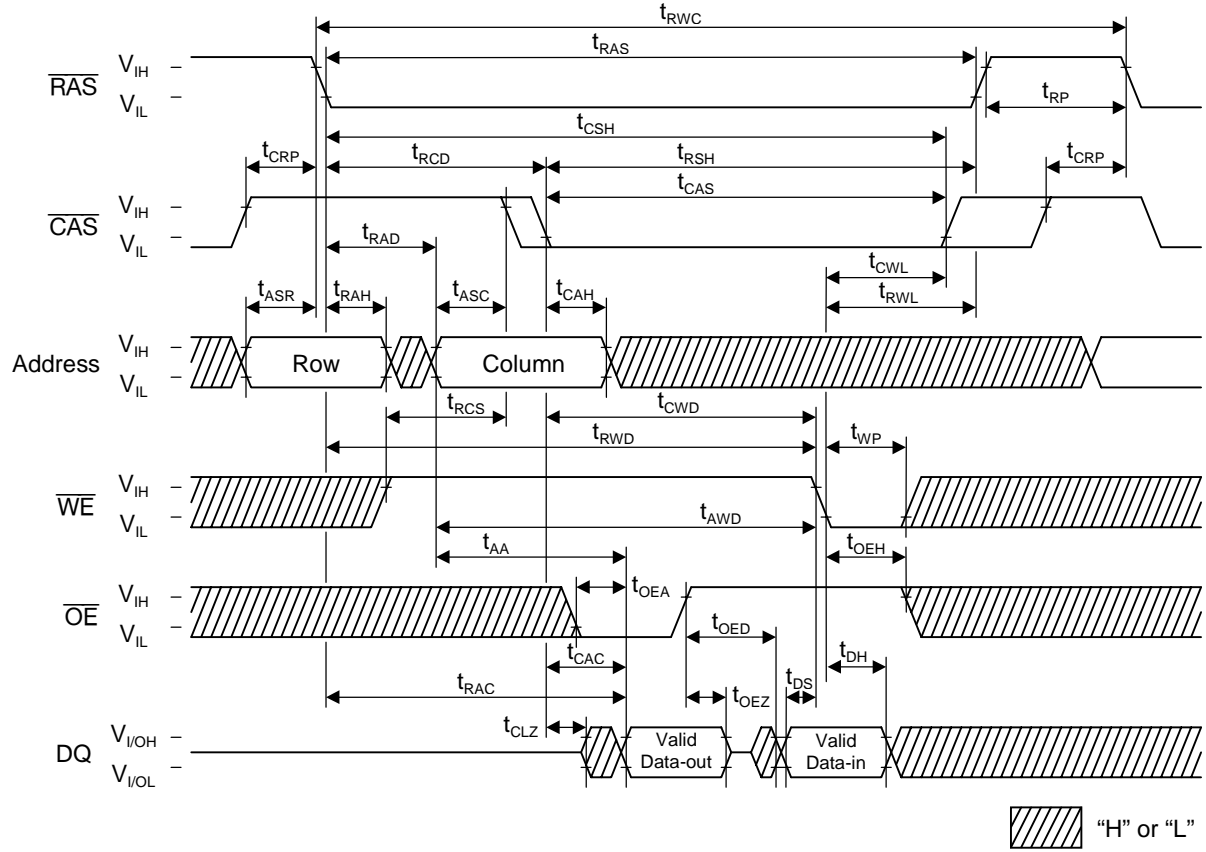 tRWC
tRAS
RAS
VIH
VIL
tRP
tCSH
tCRP
tRCD
tRSH
tCRP
tCAS
CAS
VIH
VIL
tRAD
tCWL
tASR
tRAH
tASC
tCAH
tRWL
Address
VIH
VIL
Row
Column
tRCS
tCWD
tRWD
tWP
WE
VIH
VIL
tAWD
tAA
tOEH
OE
VIH
VIL
tOEA
tOED
tCAC
tDH
tRAC
tOEZ
tDS
tCLZ
DQ
VI/OH
VI/OL
Valid
Data-out
Valid
Data-in
“H” or “L”